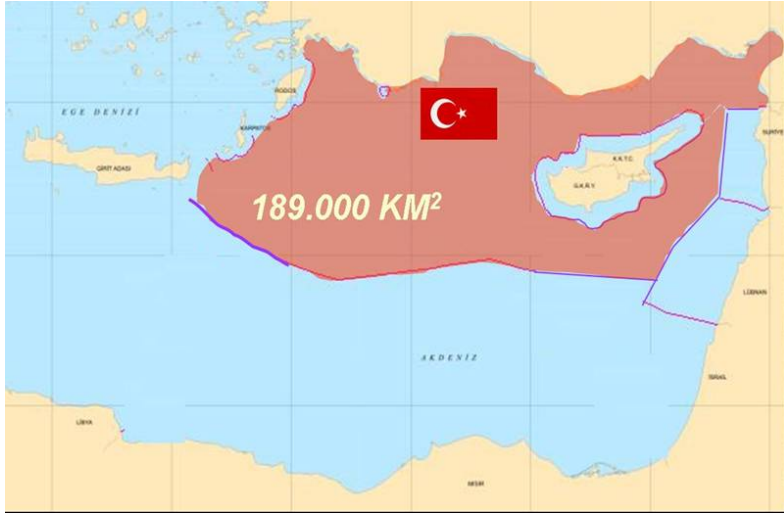 RODOS
EGE DENİZİ
KARPATOS
SURİYE
K.K.T.C.
GİRİT ADASI
G.K.R.Y.
189.000 KM²
LÜBNAN
AKDENİZ
İSRAİL
LİBYA
MISIR